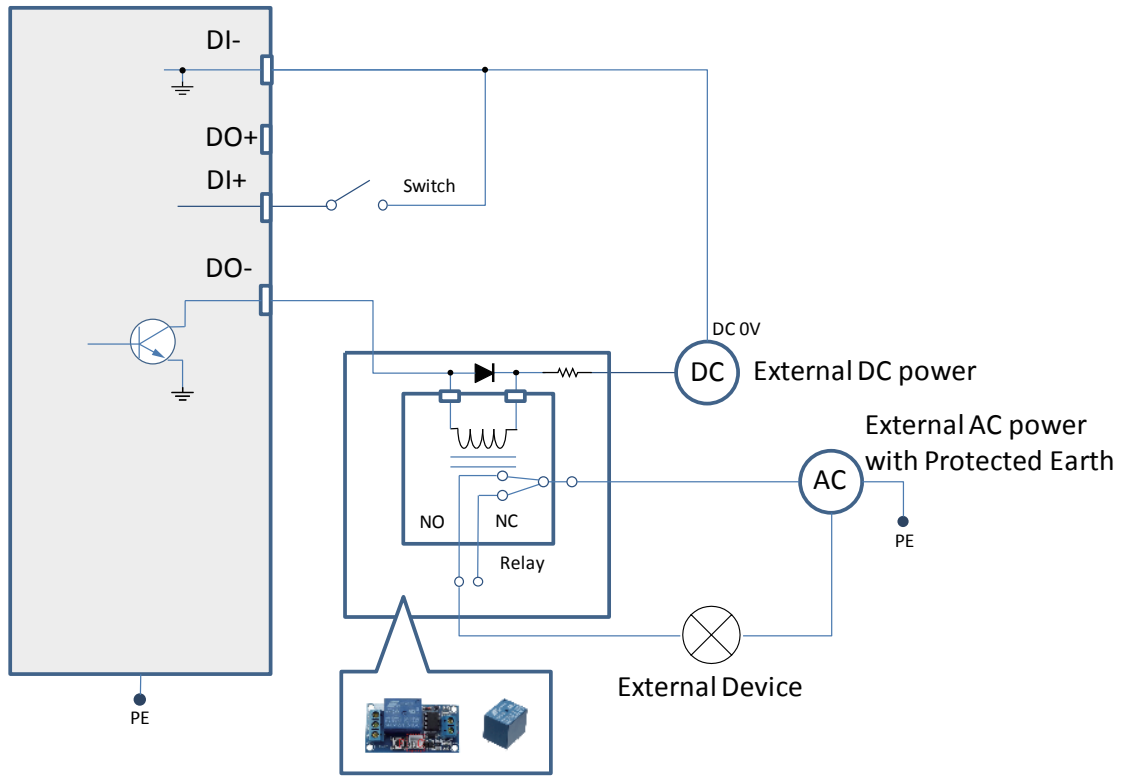 DI-
DO+
DI+
Switch
DO-
DC 0V
DC
External DC power
External AC power
with Protected Earth
AC
NO
NC
PE
Relay
External Device
PE